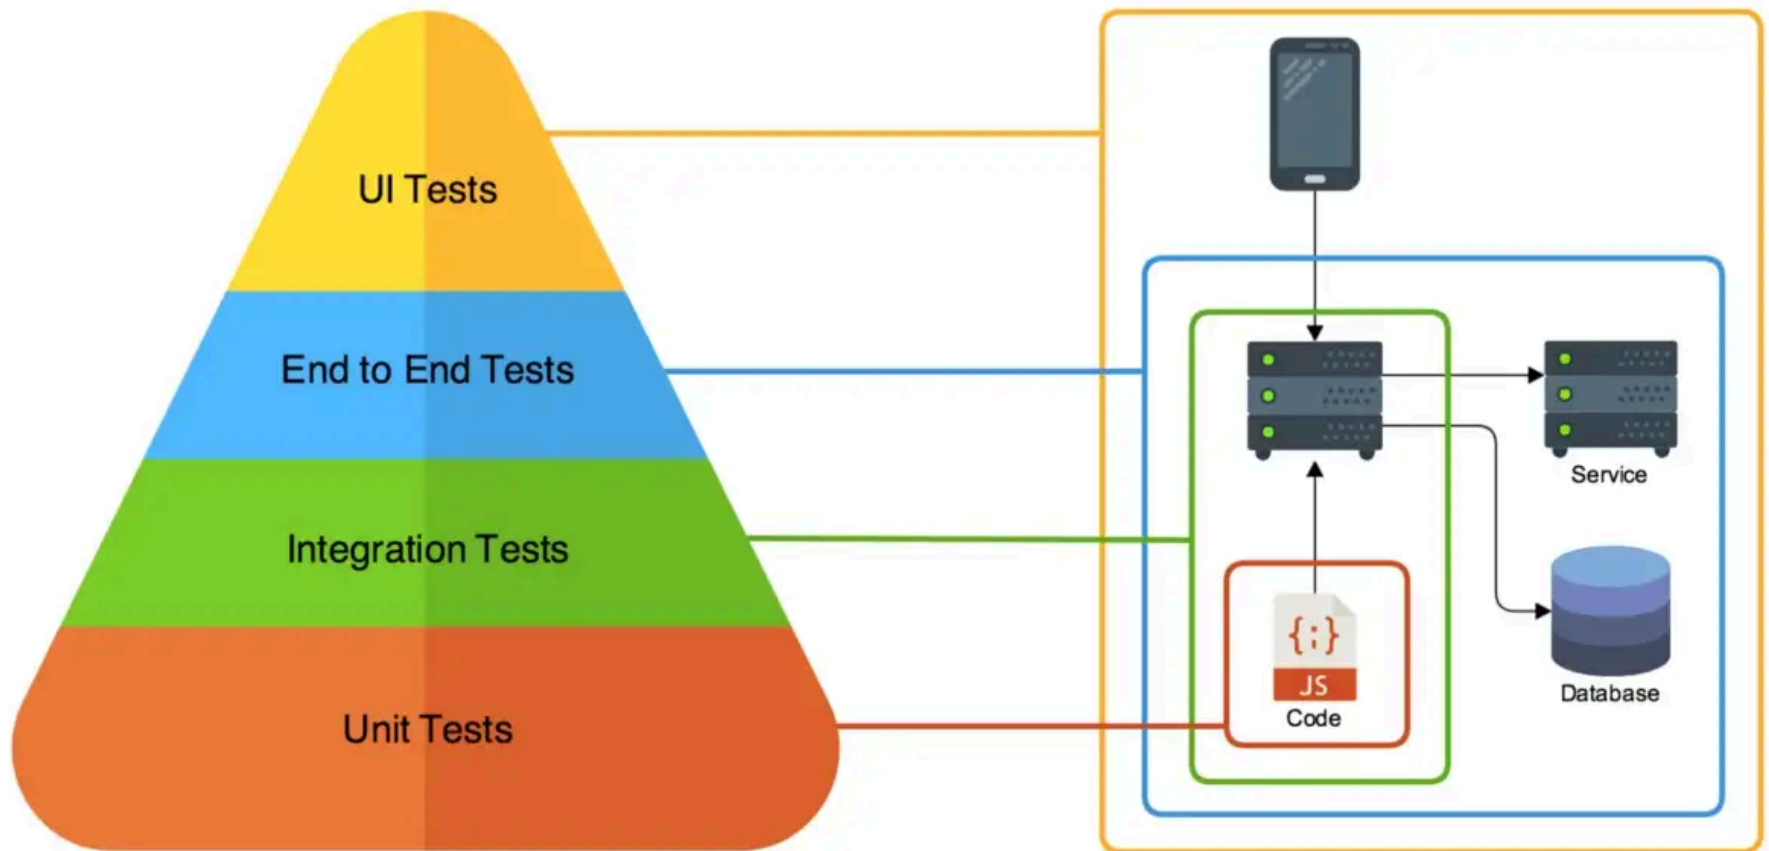 UI Tests
End to End Tests
Integration Tests
Unit Tests
Service
{;}
JS
Code
Database